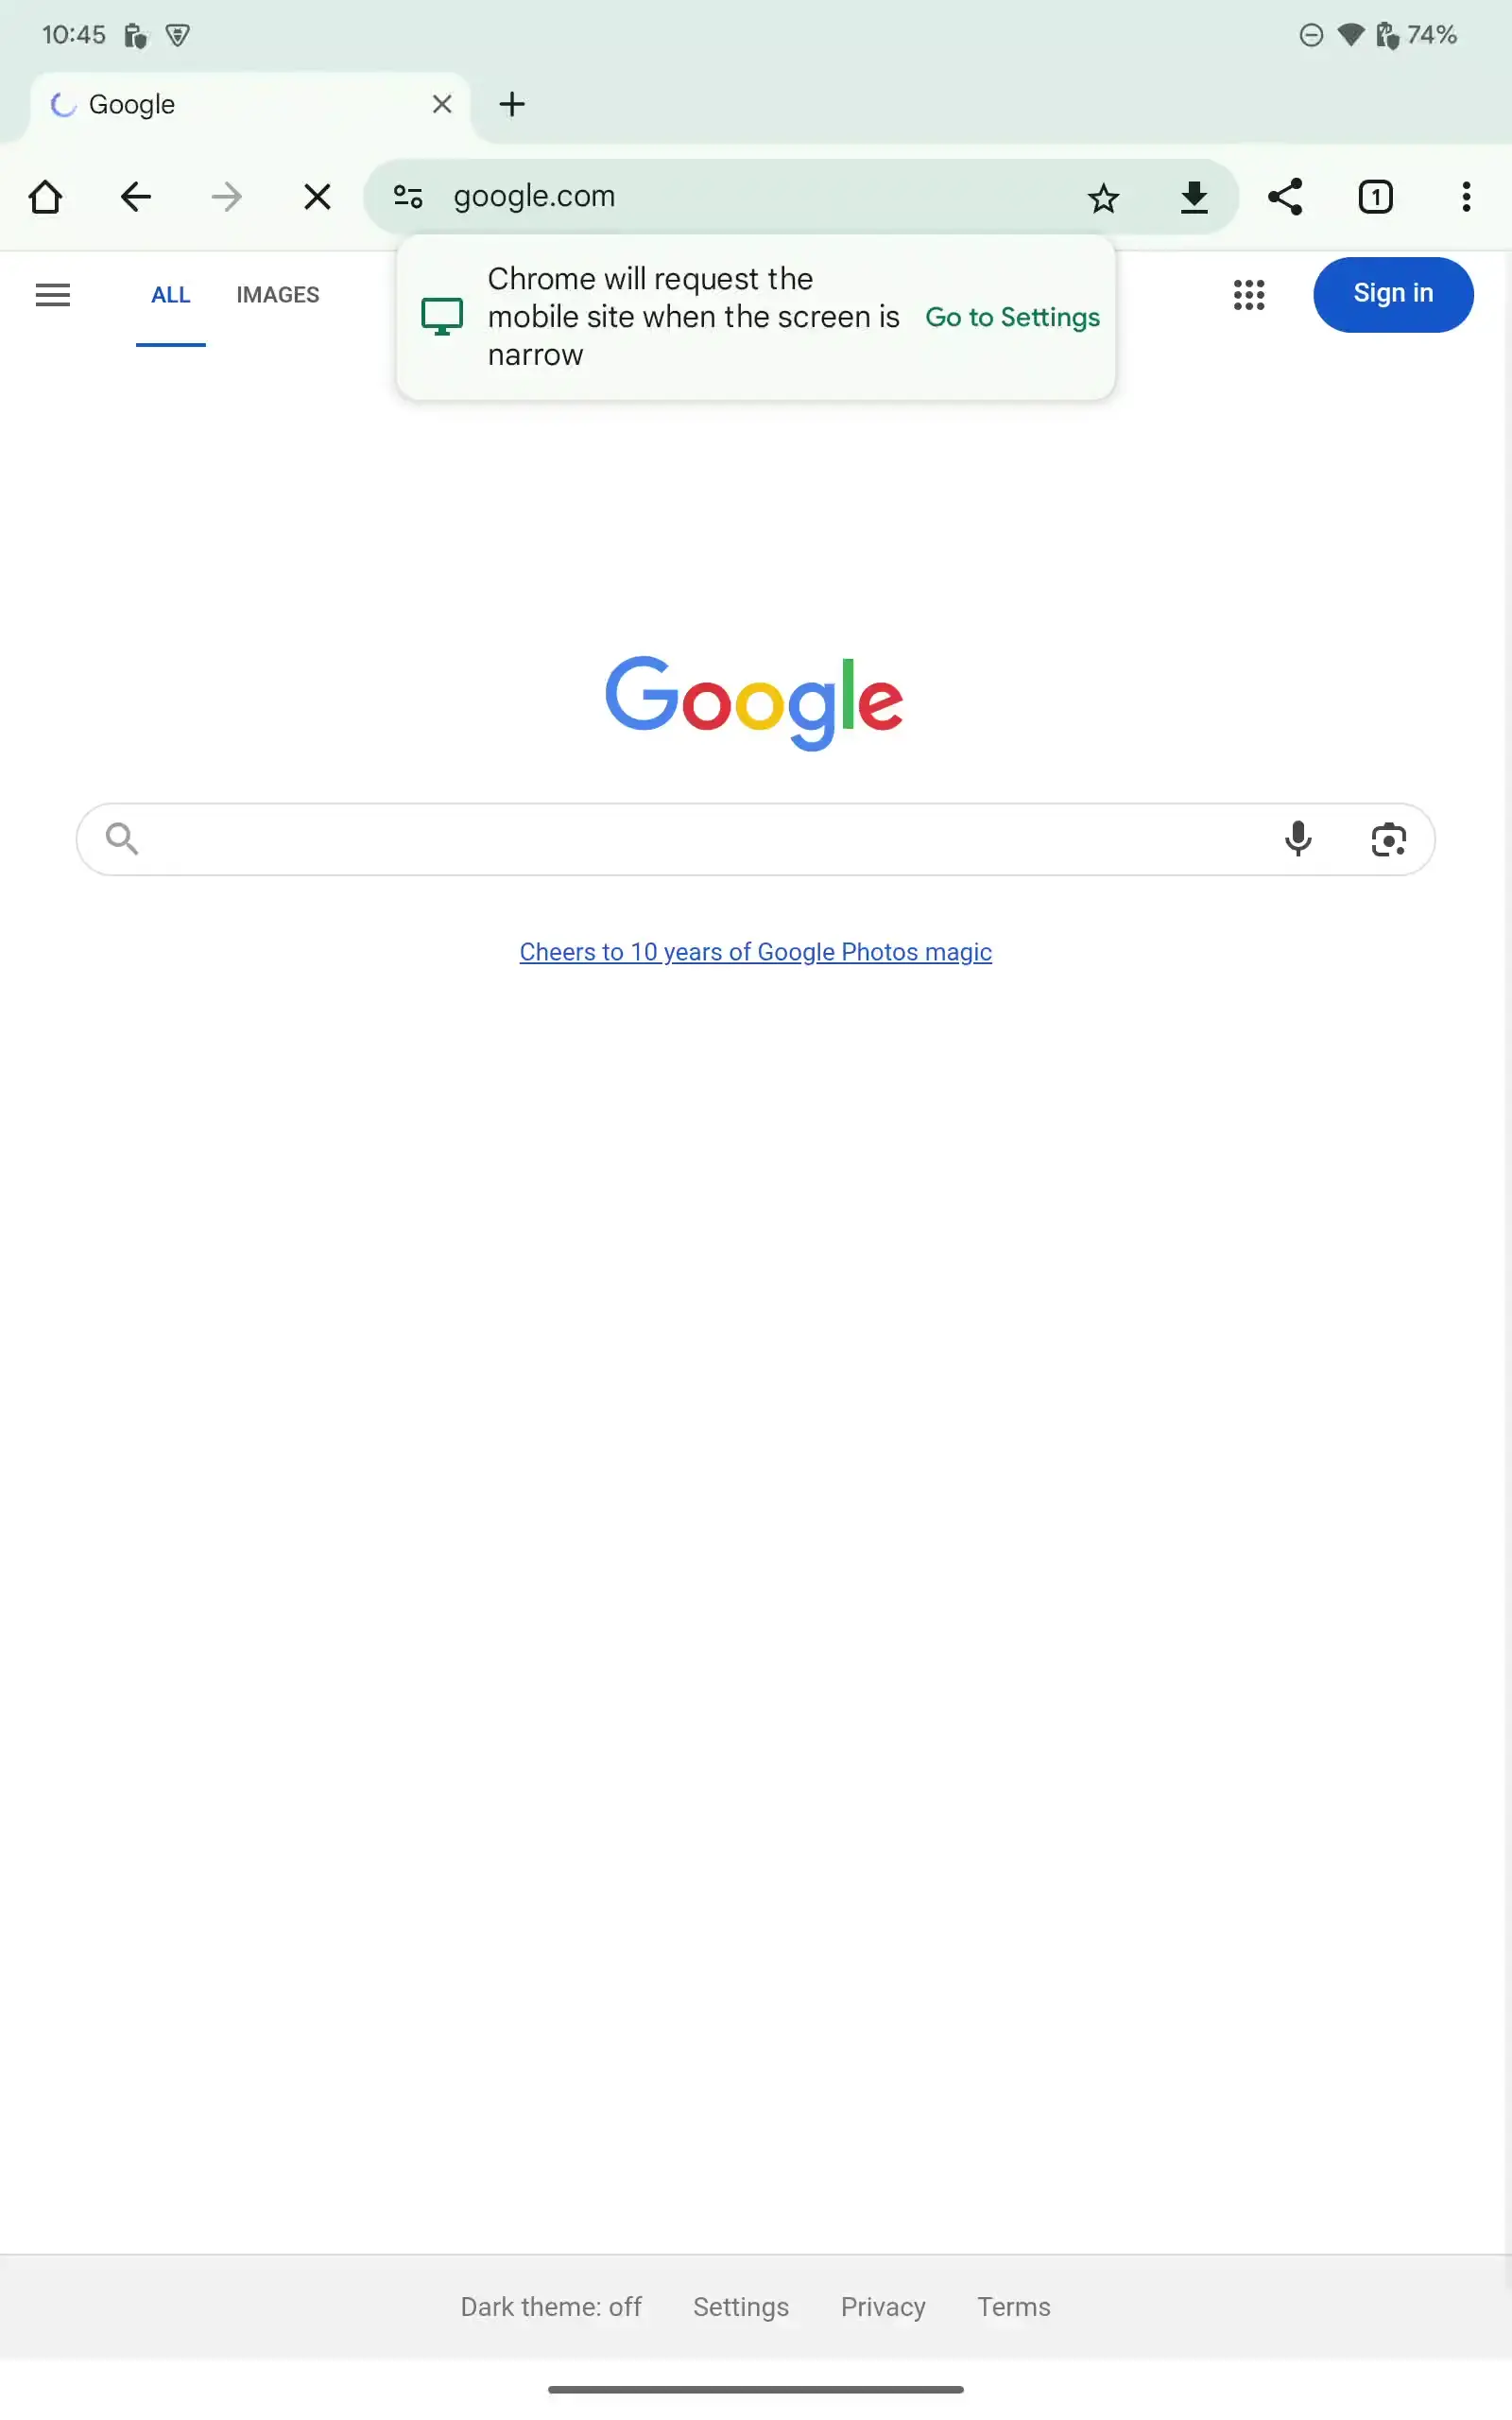 10:45
74%
Google
google.com
1
ALL
IMAGES
Chrome will request the
mobile site when the screen is
narrow
Go to Settings
Sign in
Google
Cheers to 10 years of Google Photos magic
Dark theme: off
Settings
Privacy
Terms